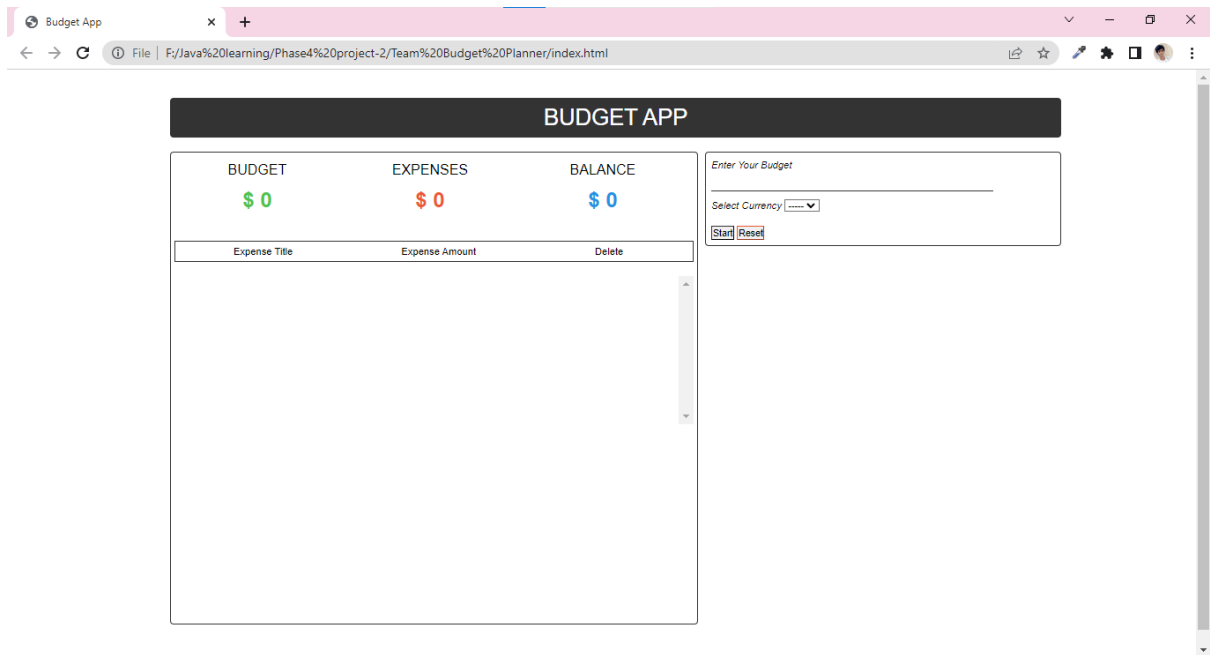 Budget App
File | F:/Java%20learning/Phase4%20project-2/Team%20Budget%20Planner/index.html
BUDGET APP
BUDGET EXPENSES BALANCE
$ 0 $ 0 $ 0
Expense Title Expense Amount Delete
Enter Your Budget
Select Currency -----
Start Reset